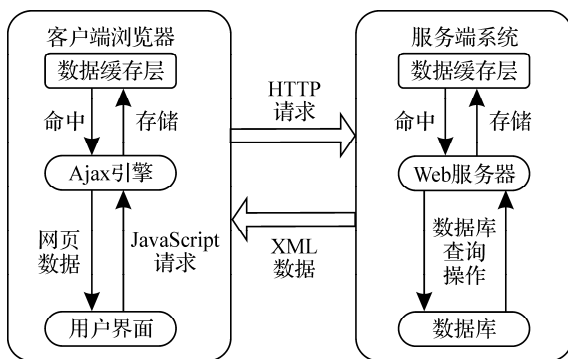 客户端浏览器
数据缓存层
命中
存储
Ajax引擎
网页
数据
JavaScript
请求
用户界面
HTTP
请求
XML
数据
服务端系统
数据缓存层
命中
存储
Web服务器
数据库
查询
操作
数据库